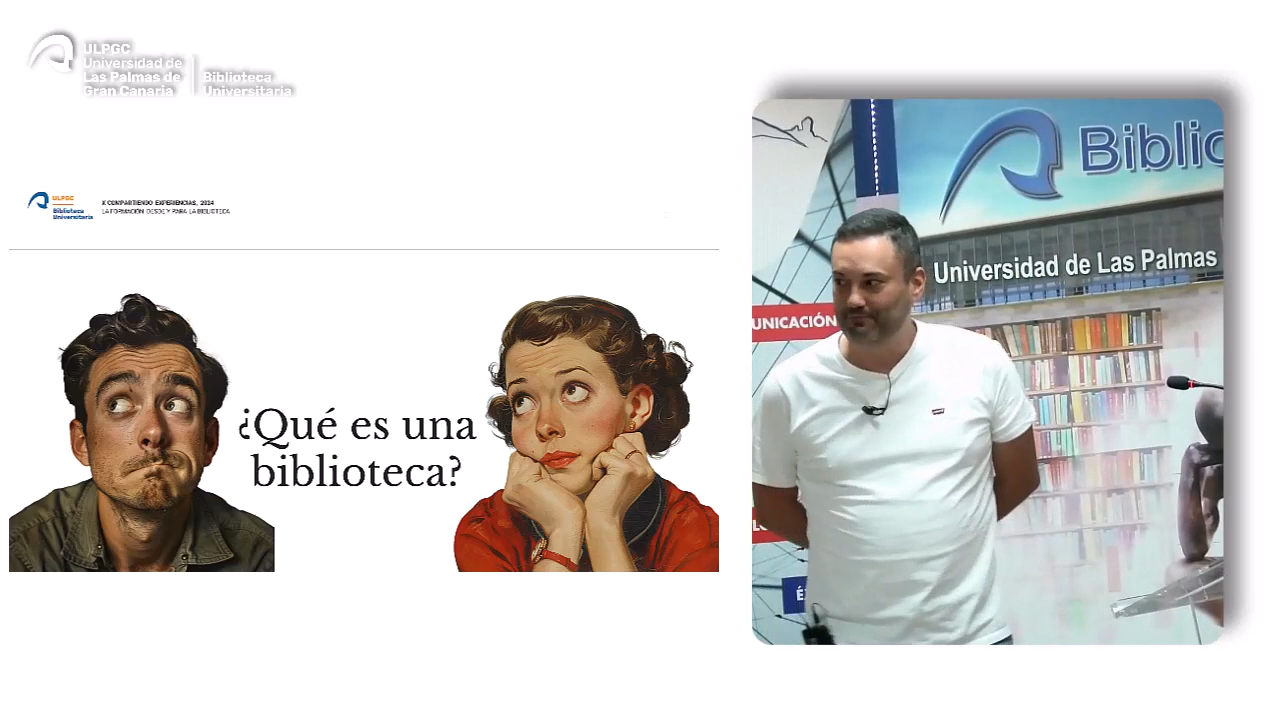 ULPGC
Universidad de
Las Palmas de
Gran Canaria
Biblioteca
Universitaria
ULPGC
Biblioteca
Universitaria
X COMPARTIENDO EXPERIENCIAS, 2024
LA FORMACIÓN DESDE Y PARA LA BIBLIOTECA
¿Qué es una
biblioteca?
Biblio
Universidad de Las Palmas
UNICACIÓN